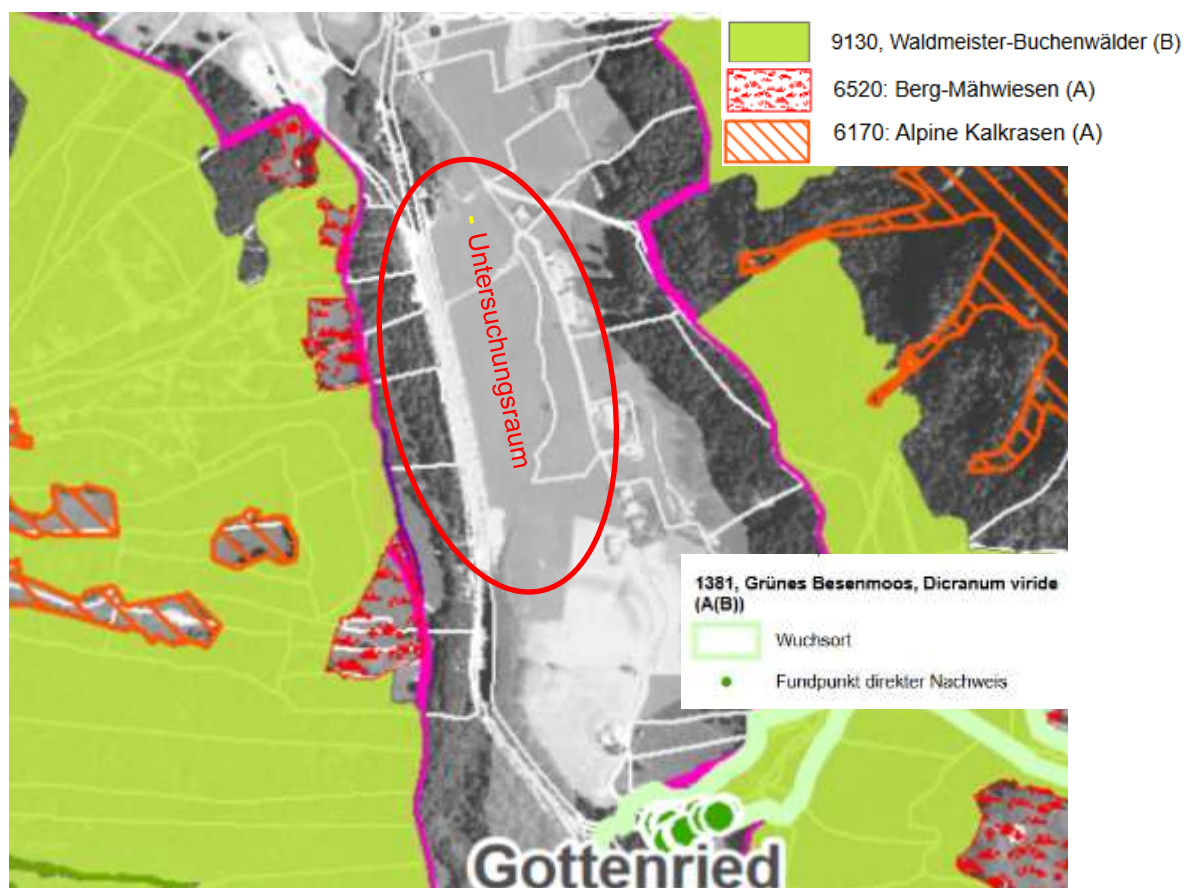 9130, Waldmeister-Buchenwälder (B)
6520: Berg-Mähwiesen (A)
6170: Alpine Kalkrasen (A)
Untersuchungsraum
1381, Grünes Besenmoos, Dicranum viride
(A(B))
Wuchsort
Fundpunkt direkter Nachweis
Gottenried